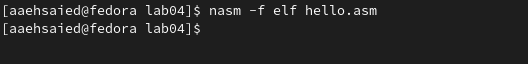 [aaehsaied@fedora lab04]$ nasm -f elf hello.asm
[aaehsaied@fedora lab04]$